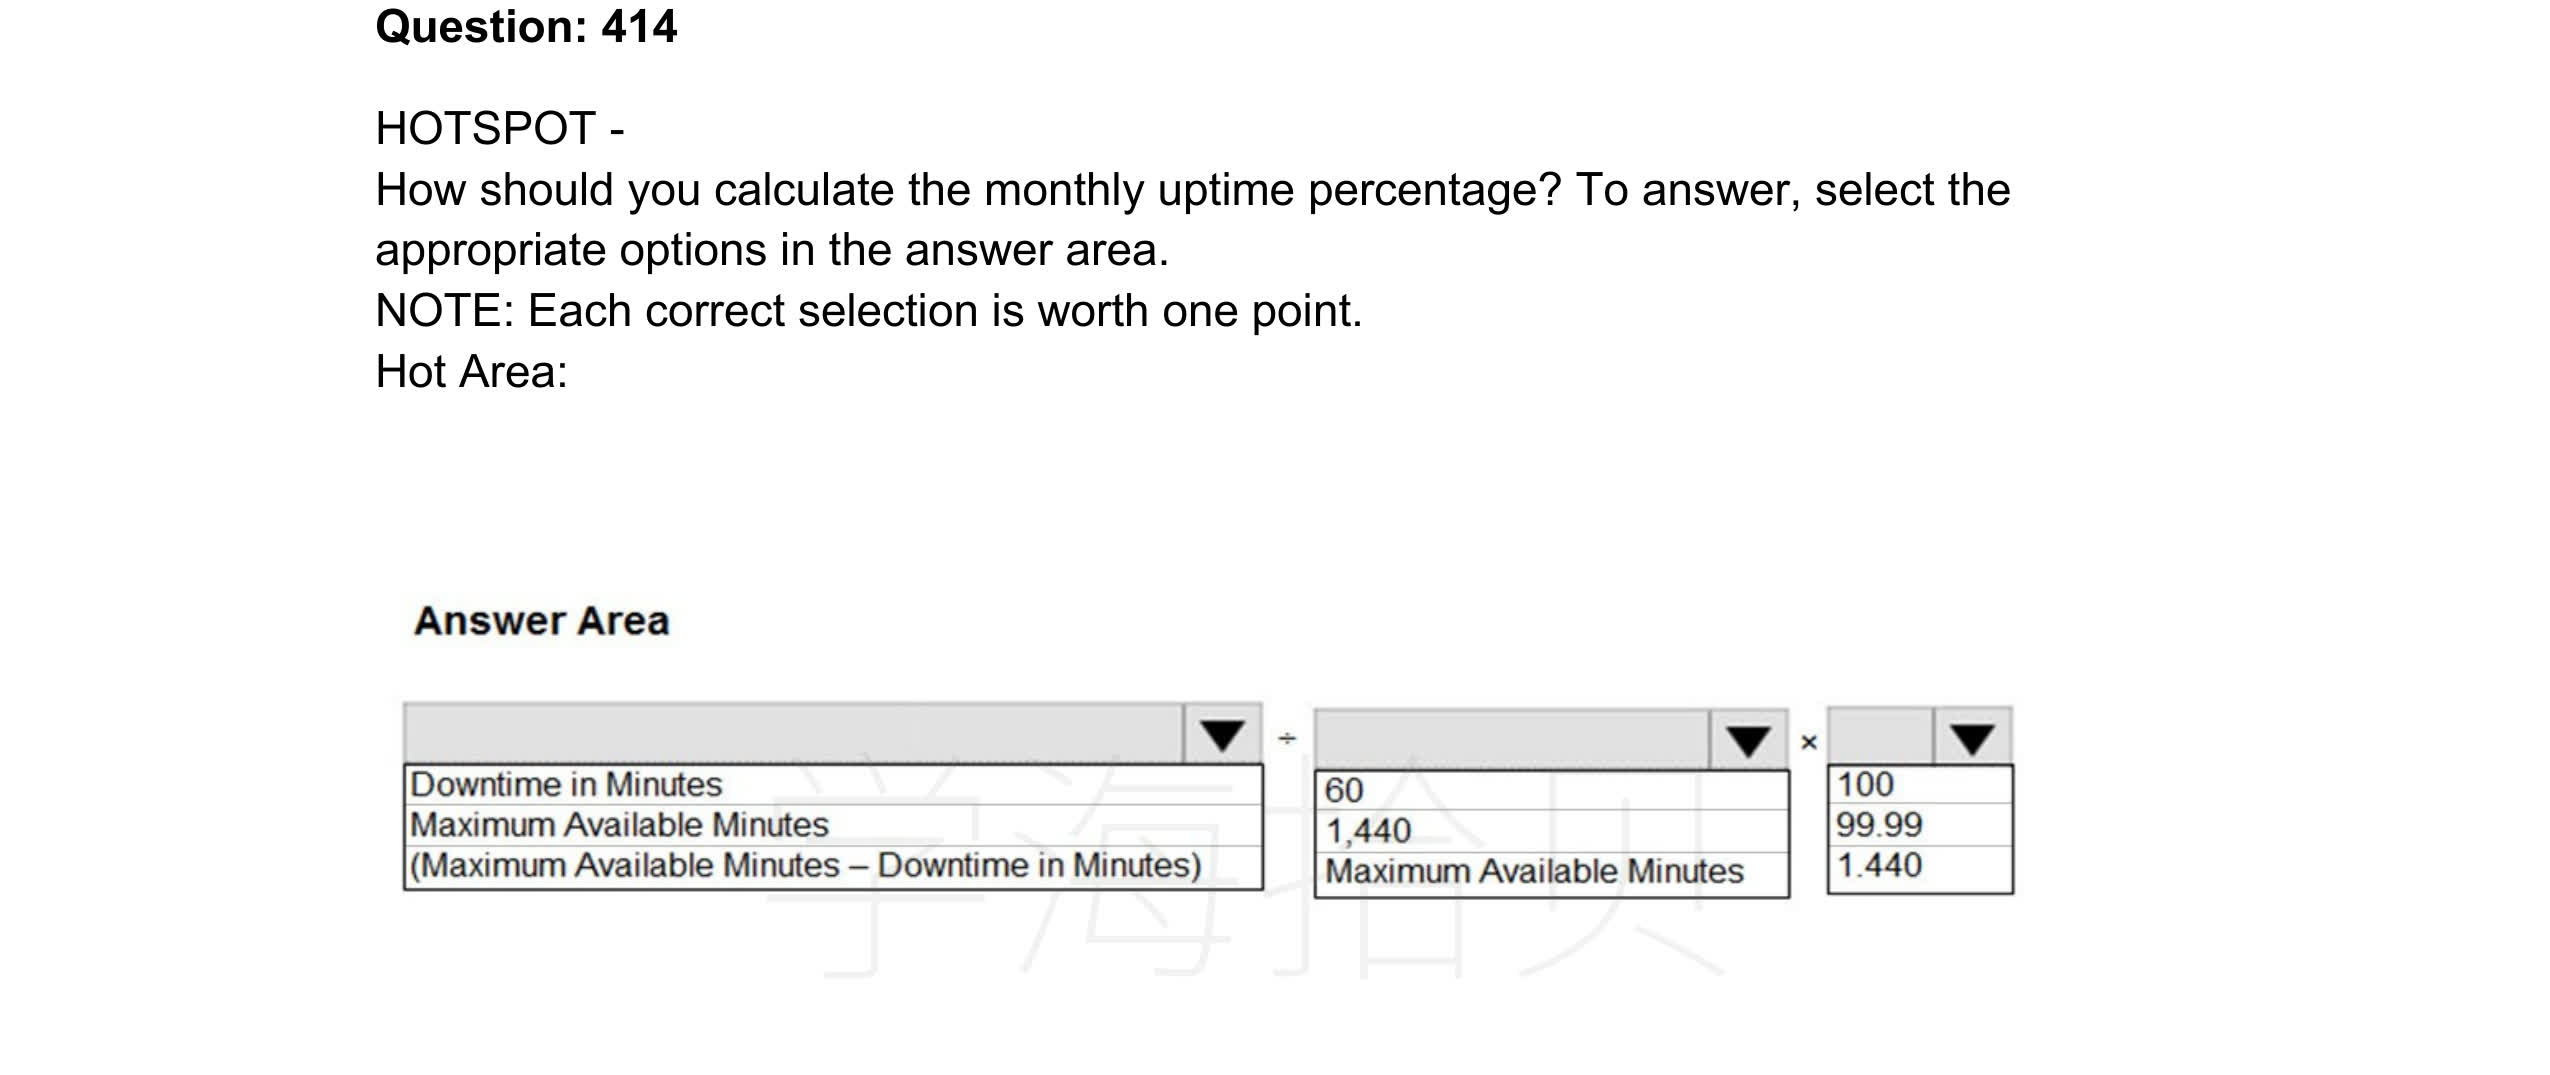 Question: 414
HOTSPOT -
How should you calculate the monthly uptime percentage? To answer, select the
appropriate options in the answer area.
NOTE: Each correct selection is worth one point.
Hot Area:
Answer Area
÷ ×
Downtime in Minutes
Maximum Available Minutes
(Maximum Available Minutes – Downtime in Minutes)
60
1,440
Maximum Available Minutes
100
99.99
1.440
学海拾贝